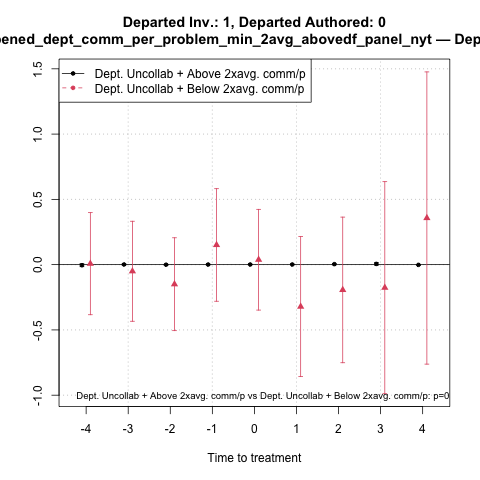 Departed Inv.: 1, Departed Authored: 0
pened_dept_comm_per_problem_min_2avg_abovedf_panel_nyt — Dep
Dept. Uncollab + Above 2xavg. comm/p
Dept. Uncollab + Below 2xavg. comm/p
1.5
1.0
0.5
0.0
-0.5
-1.0
Dept. Uncollab + Above 2xavg. comm/p vs Dept. Uncollab + Below 2xavg. comm/p: p=0
-4 -3 -2 -1 0 1 2 3 4
Time to treatment